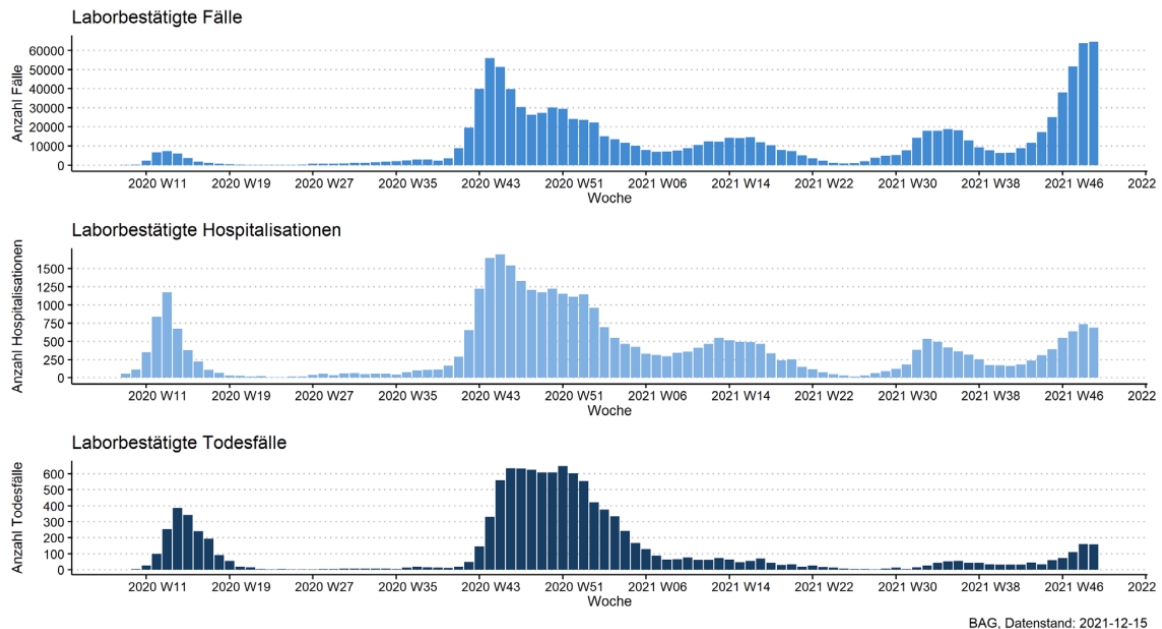 Laborbestätigte Fälle
Anzahl Fälle
60000
50000
40000
30000
20000
10000
0
2020 W11 2020 W19 2020 W27 2020 W35 2020 W43 2020 W51 2021 W06 2021 W14 2021 W22 2021 W30 2021 W38 2021 W46 2022
Woche
Laborbestätigte Hospitalisationen
Anzahl Hospitalisationen
1500
1250
1000
750
500
250
0
2020 W11 2020 W19 2020 W27 2020 W35 2020 W43 2020 W51 2021 W06 2021 W14 2021 W22 2021 W30 2021 W38 2021 W46 2022
Woche
Laborbestätigte Todesfälle
Anzahl Todesfälle
600
500
400
300
200
100
0
2020 W11 2020 W19 2020 W27 2020 W35 2020 W43 2020 W51 2021 W06 2021 W14 2021 W22 2021 W30 2021 W38 2021 W46 2022
Woche
BAG, Datenstand: 2021-12-15